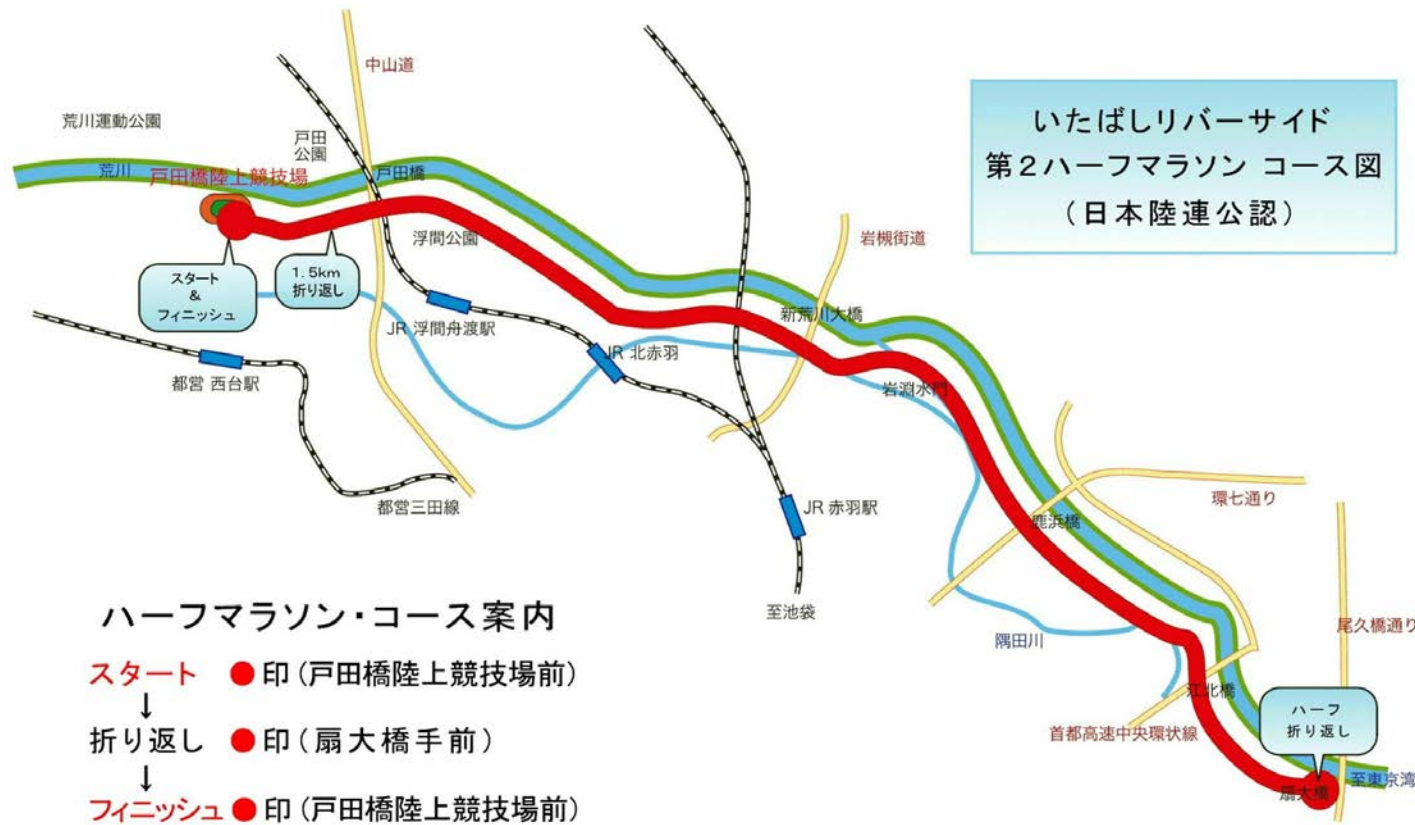 いたばしリバーサイド
第2ハーフマラソン コース図
(日本陸連公認)
中山道
荒川運動公園
戸田
公園
荒川
戸田橋陸上競技場
戸田橋
浮間公園
岩槻街道
スタート
&
フィニッシュ
1.5km
折り返し
新荒川大橋
JR 浮間舟渡駅
JR 北赤羽
都営 西台駅
岩淵水門
都営三田線
JR 赤羽駅
環七通り
鹿浜橋
至池袋
隅田川
尾久橋通り
江北橋
首都高速中央環状線
ハーフ
折り返し
至東京湾
扇大橋
ハーフマラソン・コース案内
スタート ●印(戸田橋陸上競技場前)
↓
折り返し ●印(扇大橋手前)
↓
フィニッシュ ●印(戸田橋陸上競技場前)